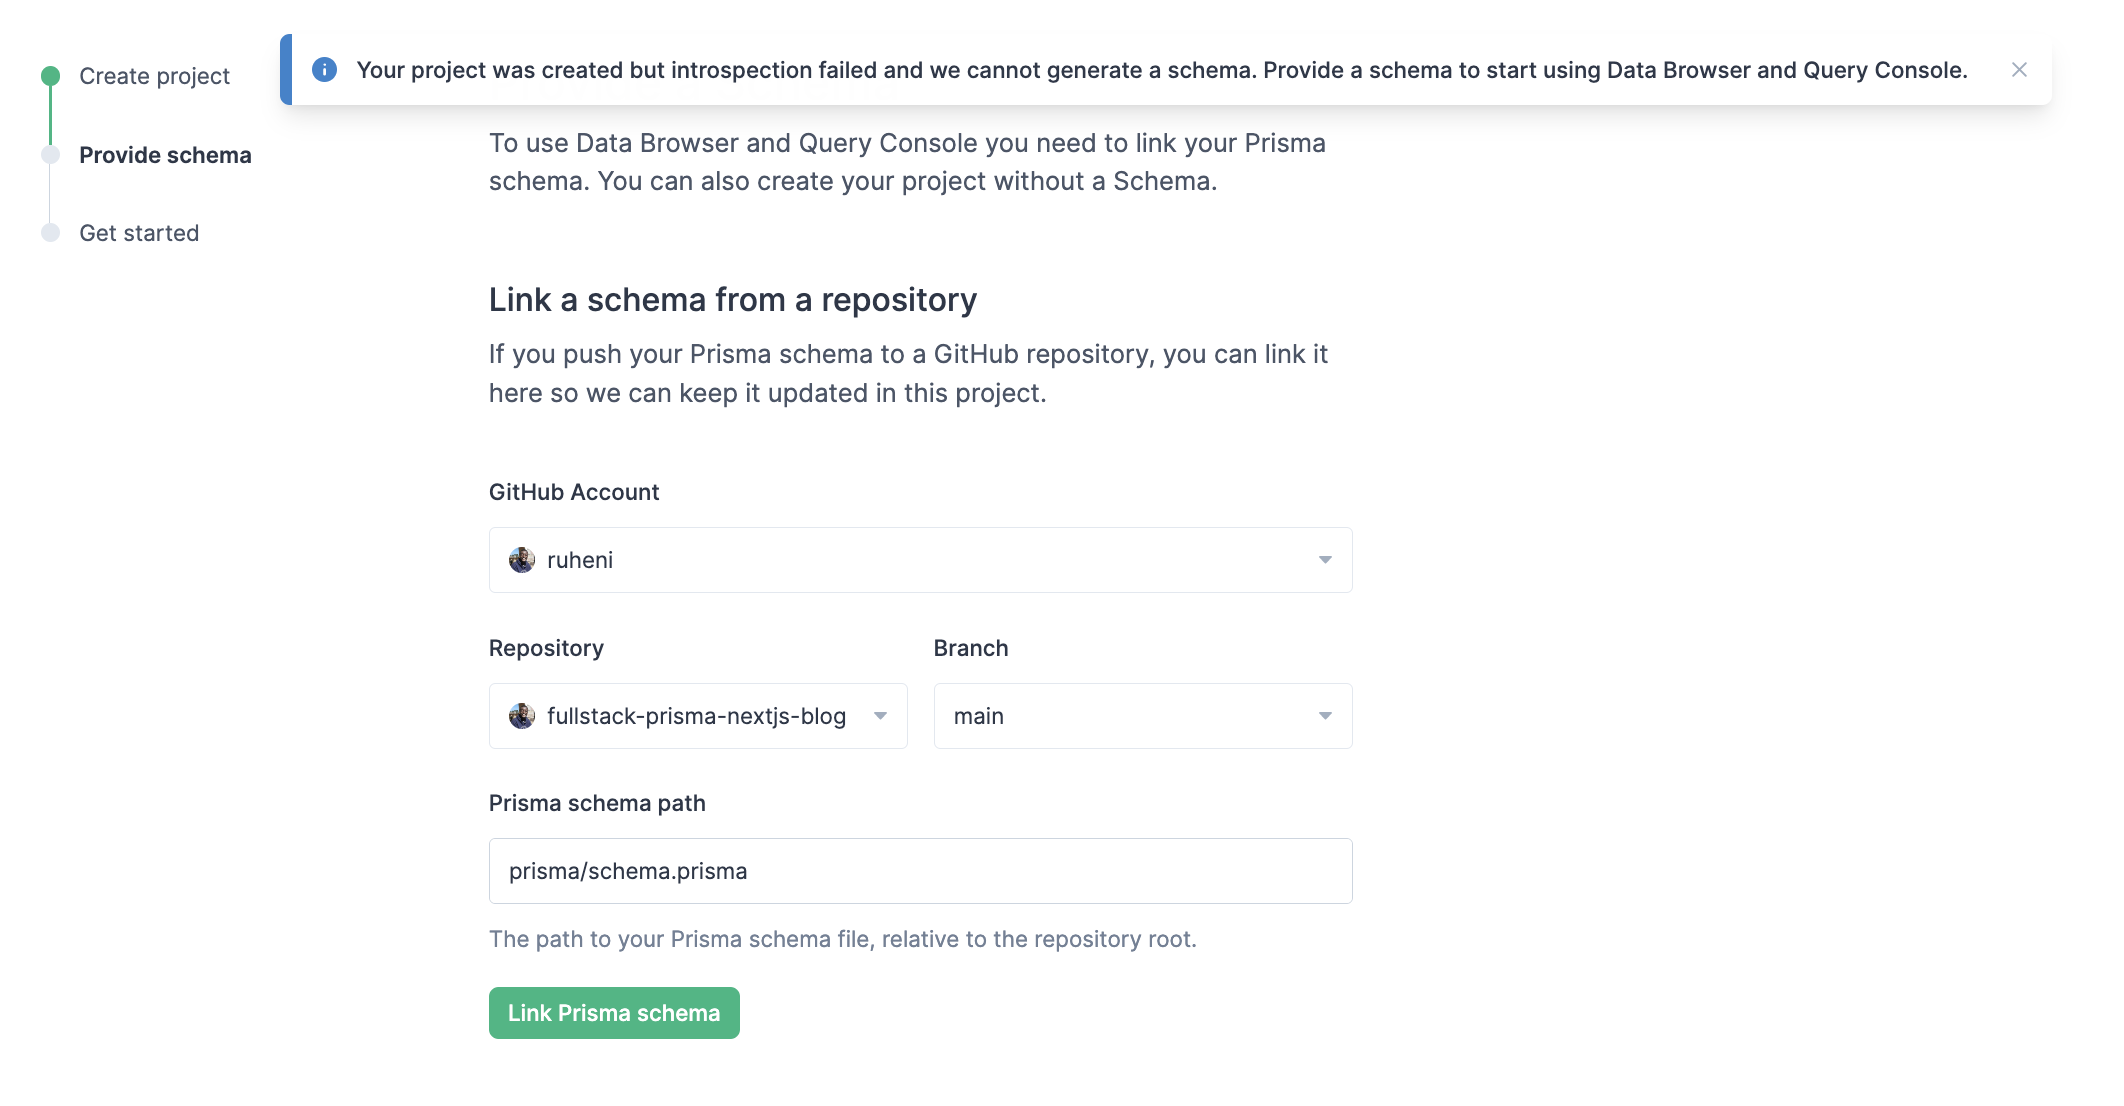 Create project
Provide schema
Get started
Your project was created but introspection failed and we cannot generate a schema. Provide a schema to start using Data Browser and Query Console.
To use Data Browser and Query Console you need to link your Prisma
schema. You can also create your project without a Schema.
Link a schema from a repository
If you push your Prisma schema to a GitHub repository, you can link it
here so we can keep it updated in this project.
GitHub Account
ruheni
Repository
Branch
fullstack-prisma-nextjs-blog
main
Prisma schema path
prisma/schema.prisma
The path to your Prisma schema file, relative to the repository root.
Link Prisma schema